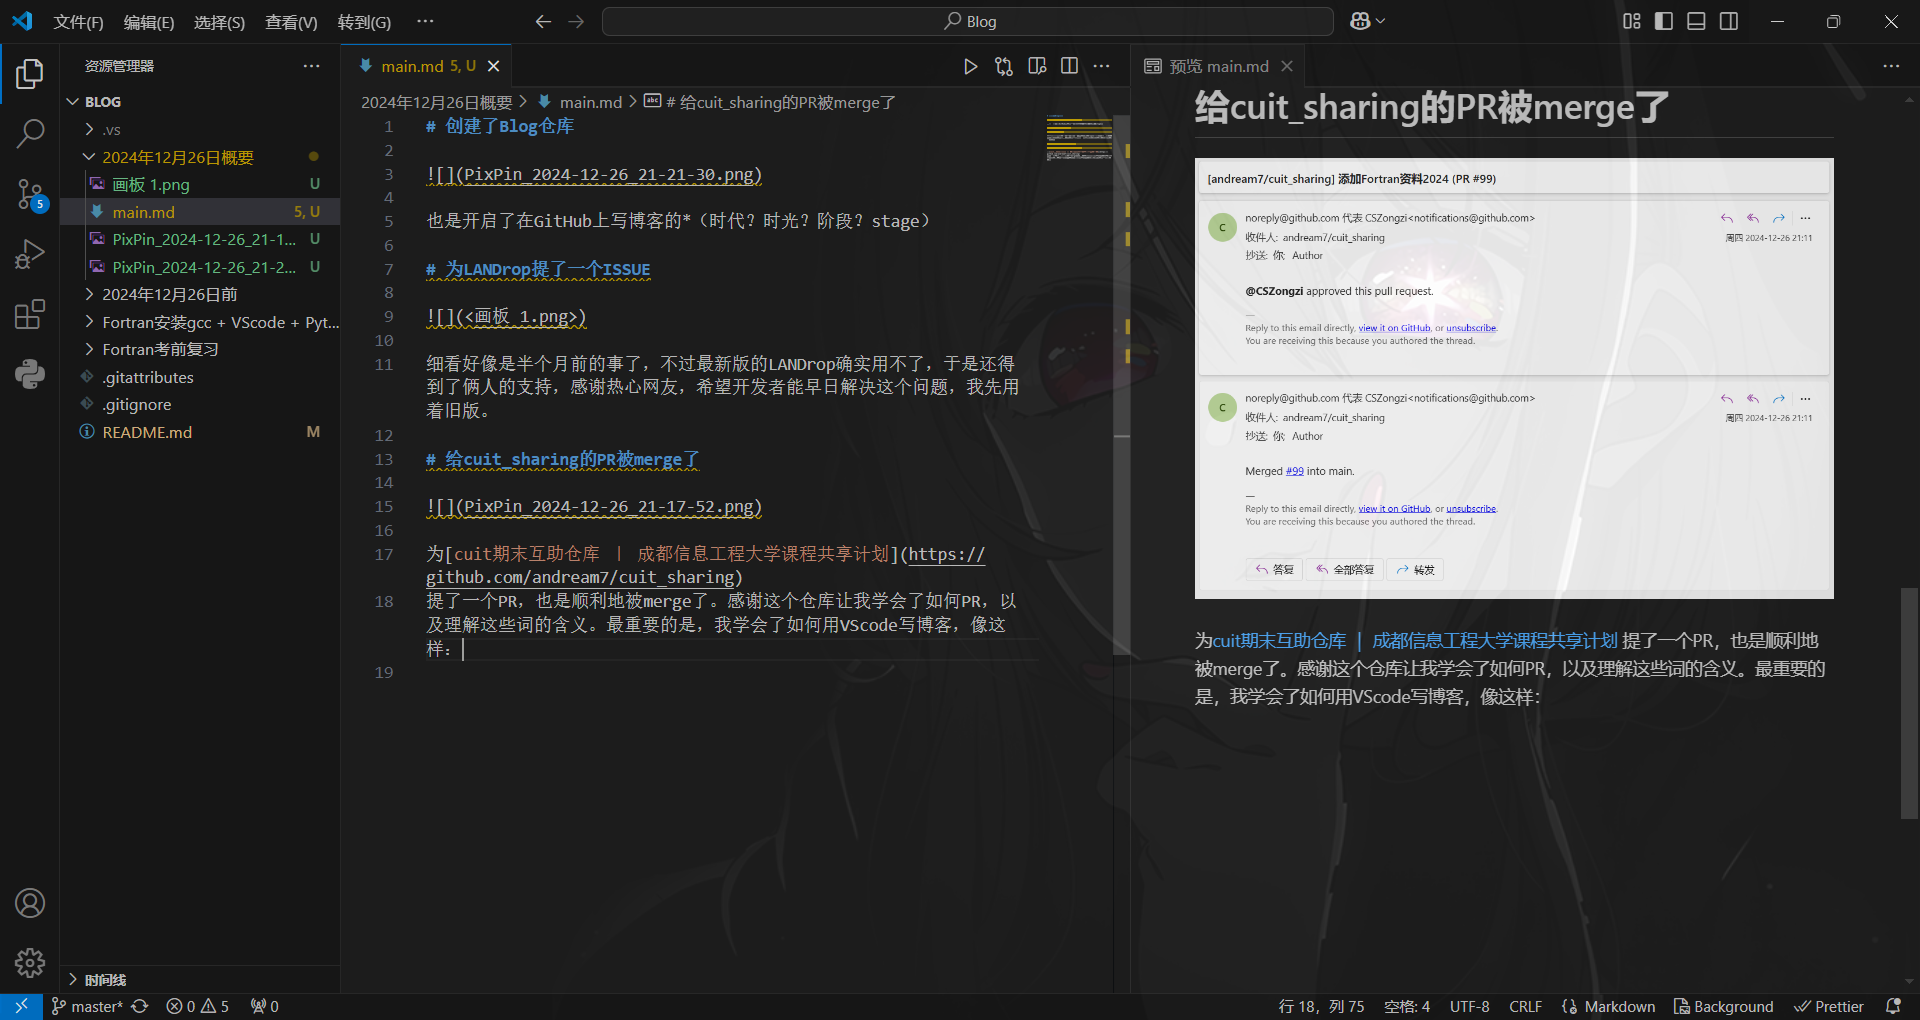 文件(F) 编辑(E) 选择(S) 查看(V) 转到(G) ··· Blog
资源管理器 ···
BLOG
.vs
2024年12月26日概要
画板 1.png U
main.md 5, U
PixPin_2024-12-26_21-1... U
PixPin_2024-12-26_21-2... U
2024年12月26日前
Fortran安装gcc + VScode + Pyt...
Fortran考前复习
.gitattributes
.gitignore
README.md M
时间线
5
main.md 5, U
2024年12月26日概要 > main.md > # 给cuit_sharing的PR被merge了
1 # 创建了Blog仓库
2
3 ![](PixPin_2024-12-26_21-21-30.png)
4
5 也是开启了在GitHub上写博客的*（时代？时光？阶段？stage）
6
7 # 为LANDrop提了一个ISSUE
8
9 ![](<画板 1.png>)
10
11 细看好像是半个月前的事了，不过最新版的LANDrop确实用不了，于是还得
到了俩人的支持，感谢热心网友，希望开发者能早日解决这个问题，我先用
着旧版。
12
13 # 给cuit_sharing的PR被merge了
14
15 ![](PixPin_2024-12-26_21-17-52.png)
16
17 为[cuit期末互助仓库 | 成都信息工程大学课程共享计划](https://
github.com/andream7/cuit_sharing)
18 提了一个PR，也是顺利地被merge了。感谢这个仓库让我学会了如何PR，以
及理解这些词的含义。最重要的是，我学会了如何用VScode写博客，像这
样：
19
预览 main.md
给cuit_sharing的PR被merge了
[andream7/cuit_sharing] 添加Fortran资料2024 (PR #99)
C
noreply@github.com 代表 CSZongzi<notifications@github.com>
收件人: andream7/cuit_sharing
周四 2024-12-26 21:11
抄送: 你; Author
@CSZongzi approved this pull request.
—
Reply to this email directly, view it on GitHub, or unsubscribe.
You are receiving this because you authored the thread.
C
noreply@github.com 代表 CSZongzi<notifications@github.com>
收件人: andream7/cuit_sharing
周四 2024-12-26 21:11
抄送: 你; Author
Merged #99 into main.
—
Reply to this email directly, view it on GitHub, or unsubscribe.
You are receiving this because you authored the thread.
答复 全部答复 转发
为cuit期末互助仓库 | 成都信息工程大学课程共享计划 提了一个PR，也是顺利地
被merge了。感谢这个仓库让我学会了如何PR，以及理解这些词的含义。最重要的
是，我学会了如何用VScode写博客，像这样：
master* 0 5 0
行 18，列 75 空格: 4 UTF-8 CRLF Markdown Background Prettier